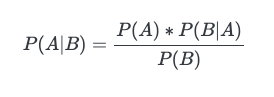 P(A|B) = P(A) * P(B|A) / P(B)